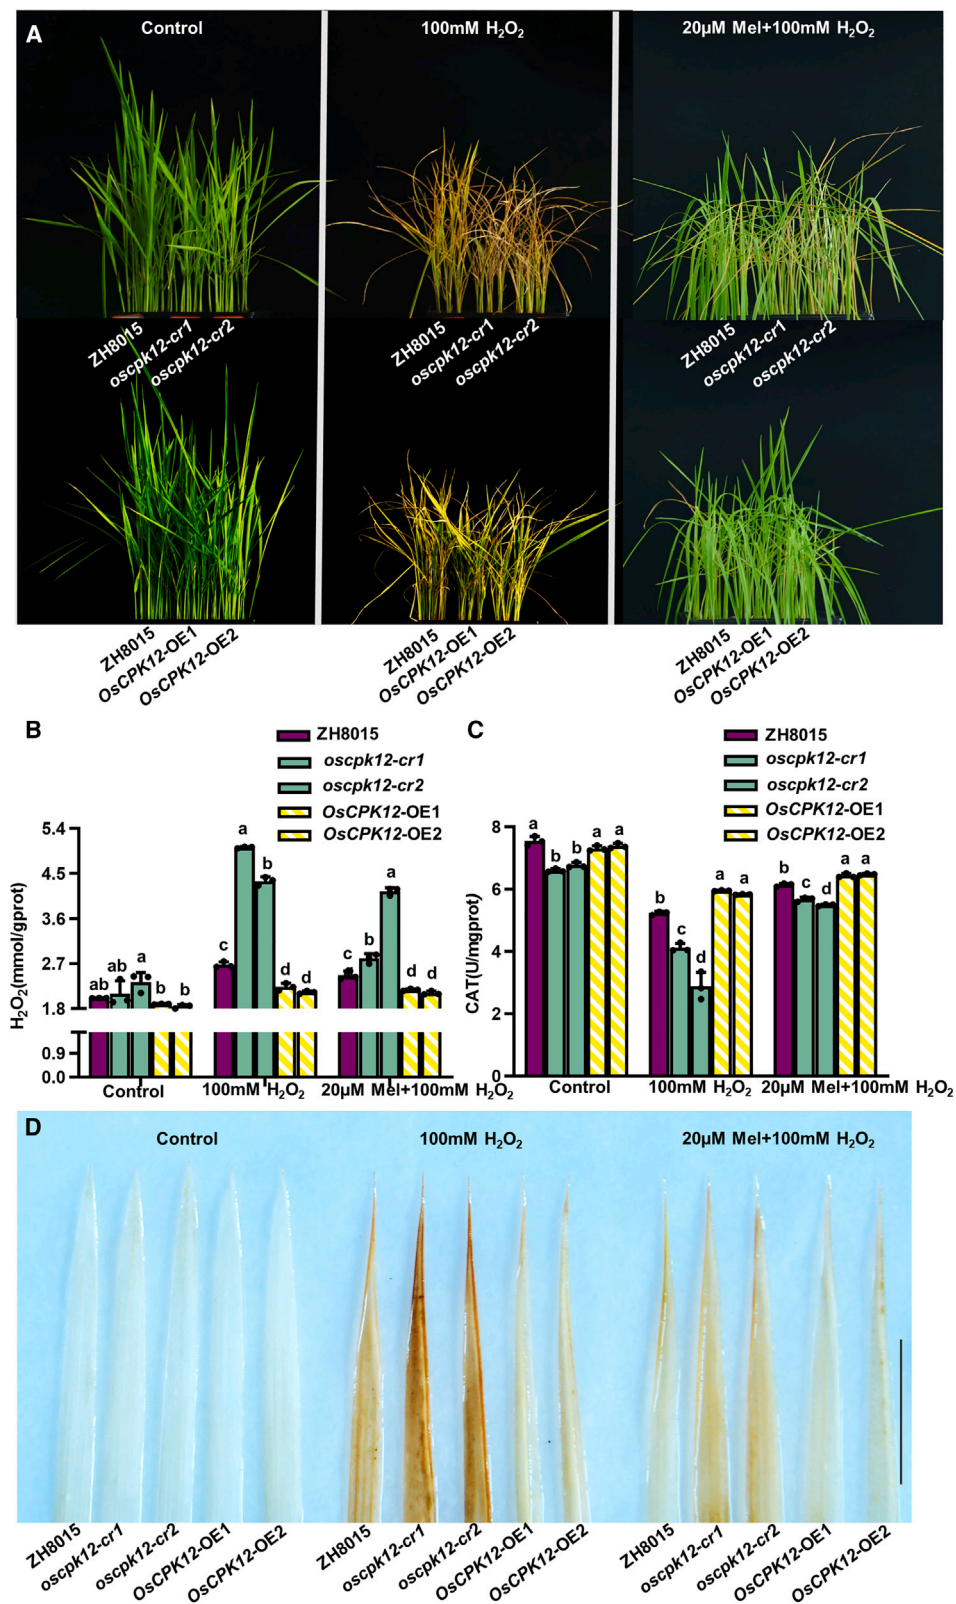 A
Control
100mM H₂O₂
20μM Mel+100mM H₂O₂
ZH8015
oscpk12-cr1
oscpk12-cr2
ZH8015
oscpk12-cr1
oscpk12-cr2
ZH8015
oscpk12-cr1
oscpk12-cr2
ZH8015
OsCPK12-OE1
OsCPK12-OE2
ZH8015
OsCPK12-OE1
OsCPK12-OE2
ZH8015
OsCPK12-OE1
OsCPK12-OE2
B
ZH8015
oscpk12-cr1
oscpk12-cr2
OsCPK12-OE1
OsCPK12-OE2
H₂O₂(mmol/gprot)
5.4
4.5
3.6
2.7
1.8
0.9
0.0
ab ab a b b
c a b d d
c b a d d
Control
100mM H₂O₂
20μM Mel+100mM H₂O₂
C
ZH8015
oscpk12-cr1
oscpk12-cr2
OsCPK12-OE1
OsCPK12-OE2
CAT(U/mgprot)
8
6
4
2
0
a b b a a
b c d a a
b c d a a
Control
100mM H₂O₂
20μM Mel+100mM H₂O₂
D
Control
100mM H₂O₂
20μM Mel+100mM H₂O₂
ZH8015
oscpk12-cr1
oscpk12-cr2
OsCPK12-OE1
OsCPK12-OE2
ZH8015
oscpk12-cr1
oscpk12-cr2
OsCPK12-OE1
OsCPK12-OE2
ZH8015
oscpk12-cr1
oscpk12-cr2
OsCPK12-OE1
OsCPK12-OE2